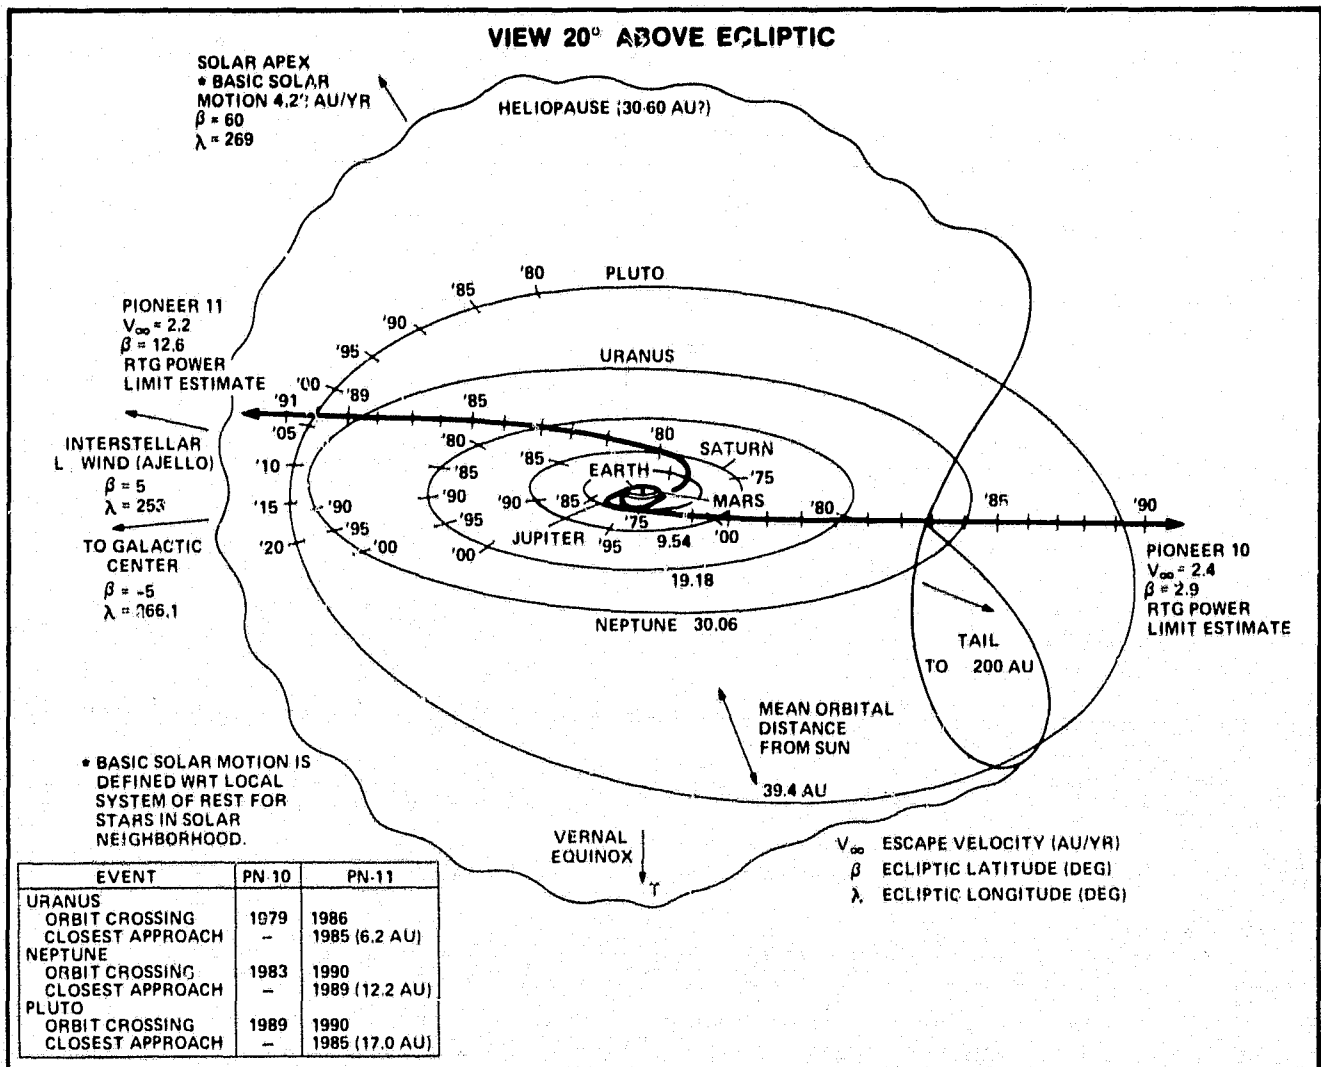 VIEW 20° ABOVE ECLIPTIC
SOLAR APEX
* BASIC SOLAR
MOTION AU/YR
β = 60
λ = 269
HELIOPAUSE (30-60 AU?)
PLUTO
'80
'85
'90
'95
'00
'05
'10
'15
'20
PIONEER 11
V∞ = 2.2
β = 12.6
RTG POWER
LIMIT ESTIMATE
'91
'89
'85
'80
INTERSTELLAR
WIND (AJELLO)
β = 5
λ = 253
TO GALACTIC
CENTER
β = -5
URANUS
'80
'85
'90
'95
'00
'90
'95
'00
SATURN
'75
'85
'90
'95
'00
EARTH
MARS
JUPITER
'85
'75
9.54
19.18
NEPTUNE 30.06
'80
'85
'90
PIONEER 10
V∞ = 2.4
β = 2.9
RTG POWER
LIMIT ESTIMATE
TAIL
TO 200 AU
MEAN ORBITAL
DISTANCE
FROM SUN
39.4 AU
* BASIC SOLAR MOTION IS
DEFINED WRT LOCAL
SYSTEM OF REST FOR
STARS IN SOLAR
NEIGHBORHOOD.
VERNAL
EQUINOX
ϒ
V∞ ESCAPE VELOCITY (AU/YR)
β ECLIPTIC LATITUDE (DEG)
λ ECLIPTIC LONGITUDE (DEG)
EVENT PN-10 PN-11
URANUS
ORBIT CROSSING 1979 1986
CLOSEST APPROACH – 1985 (6.2 AU)
NEPTUNE
ORBIT CROSSING 1983 1990
CLOSEST APPROACH – 1989 (12.2 AU)
PLUTO
ORBIT CROSSING 1989 1990
CLOSEST APPROACH – 1985 (17.0 AU)